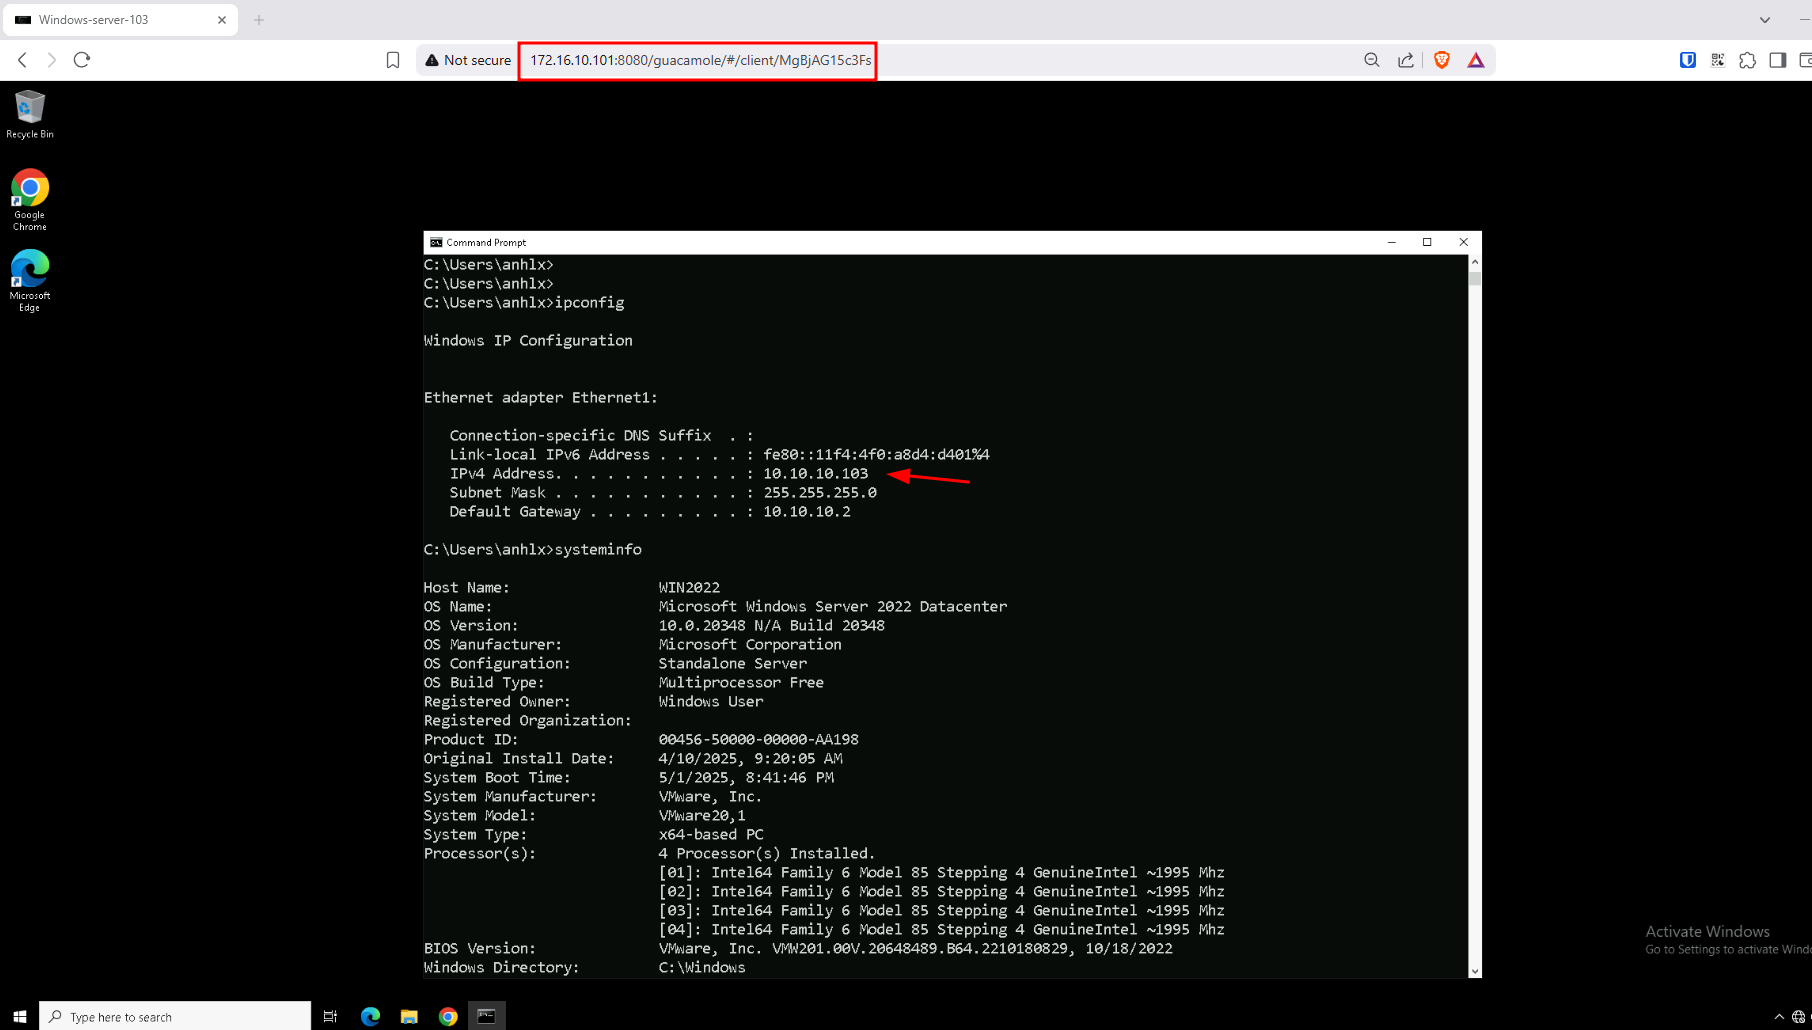 Windows-server-103
Not secure
172.16.10.101:8080/guacamole/#/client/MgBjAG15c3Fs
Recycle Bin
Google
Chrome
Microsoft
Edge
Command Prompt
C:\Users\anhlx>
C:\Users\anhlx>
C:\Users\anhlx>ipconfig
Windows IP Configuration
Ethernet adapter Ethernet1:
Connection-specific DNS Suffix  . :
Link-local IPv6 Address . . . . . : fe80::11f4:4f0:a8d4:d401%4
IPv4 Address. . . . . . . . . . . : 10.10.10.103
Subnet Mask . . . . . . . . . . . : 255.255.255.0
Default Gateway . . . . . . . . . : 10.10.10.2
C:\Users\anhlx>systeminfo
Host Name: WIN2022
OS Name: Microsoft Windows Server 2022 Datacenter
OS Version: 10.0.20348 N/A Build 20348
OS Manufacturer: Microsoft Corporation
OS Configuration: Standalone Server
OS Build Type: Multiprocessor Free
Registered Owner: Windows User
Registered Organization:
Product ID: 00456-50000-00000-AA198
Original Install Date: 4/10/2025, 9:20:05 AM
System Boot Time: 5/1/2025, 8:41:46 PM
System Manufacturer: VMware, Inc.
System Model: VMware20,1
System Type: x64-based PC
Processor(s): 4 Processor(s) Installed.
[01]: Intel64 Family 6 Model 85 Stepping 4 GenuineIntel ~1995 Mhz
[02]: Intel64 Family 6 Model 85 Stepping 4 GenuineIntel ~1995 Mhz
[03]: Intel64 Family 6 Model 85 Stepping 4 GenuineIntel ~1995 Mhz
[04]: Intel64 Family 6 Model 85 Stepping 4 GenuineIntel ~1995 Mhz
BIOS Version: VMware, Inc. VMW201.00V.20648489.B64.2210180829, 10/18/2022
Windows Directory: C:\Windows
Activate Windows
Go to Settings to activate Wind
Type here to search